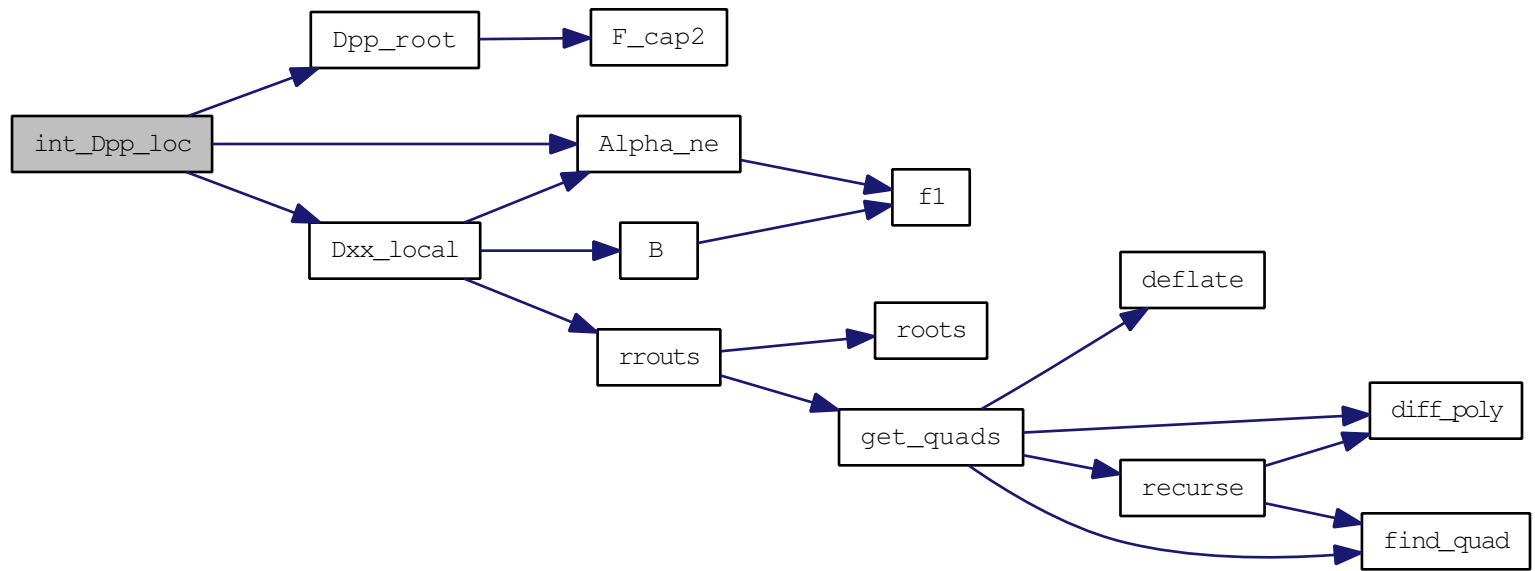 Dpp_root
F_cap2
int_Dpp_loc
Alpha_ne
f1
Dxx_local
B
deflate
rrouts
roots
get_quads
diff_poly
recurse
find_quad